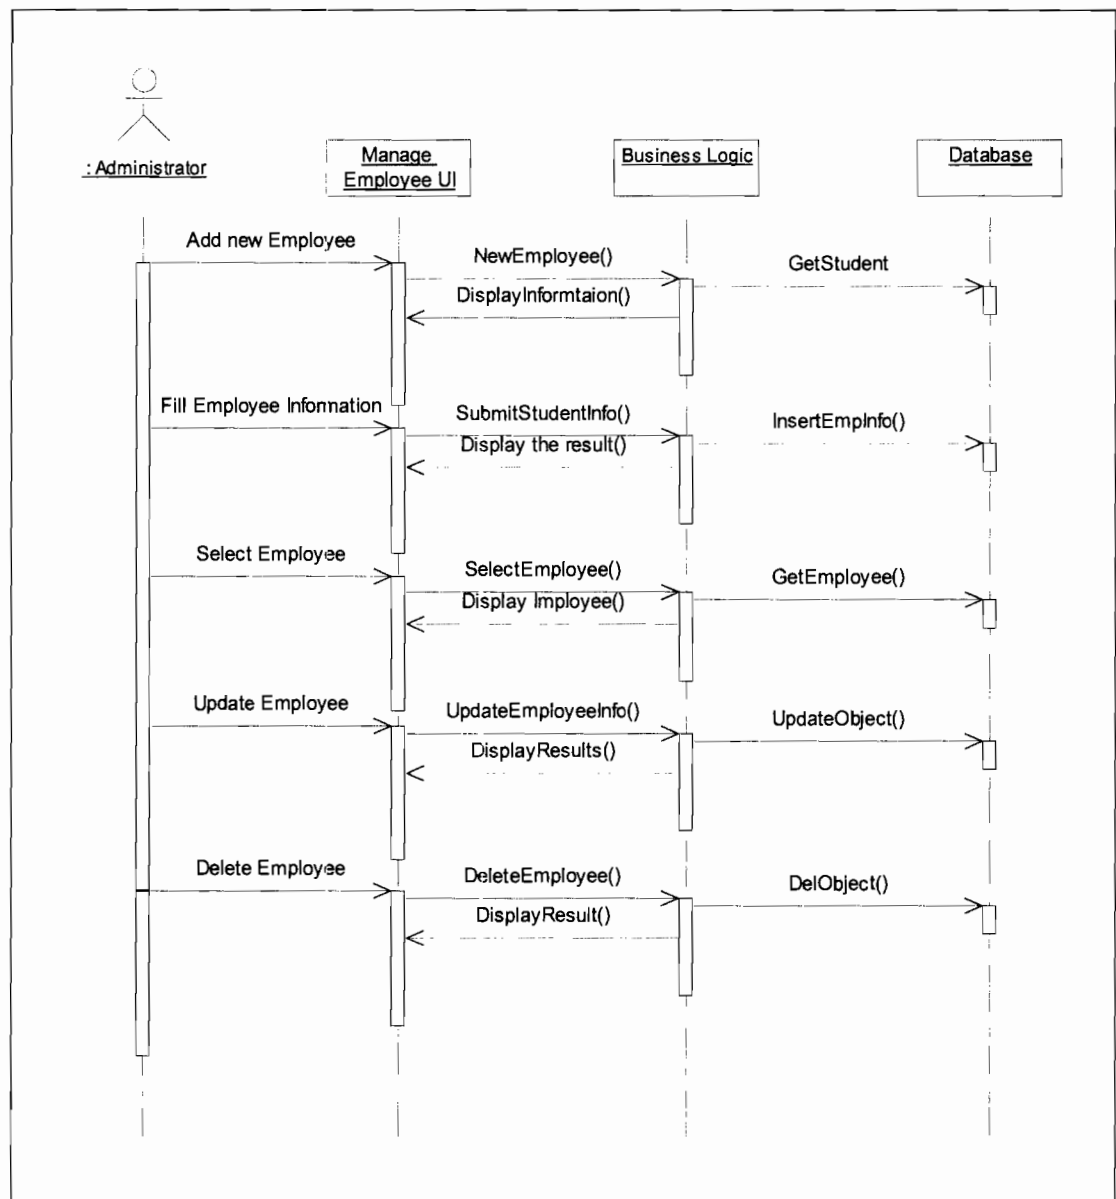 : Administrator
Manage
Employee UI
Business Logic
Database
Add new Employee
NewEmployee()
GetStudent
DisplayInformtaion()
Fill Employee Information
SubmitStudentInfo()
InsertEmpInfo()
Display the result()
Select Employee
SelectEmployee()
GetEmployee()
Display Imployee()
Update Employee
UpdateEmployeeInfo()
UpdateObject()
DisplayResults()
Delete Employee
DeleteEmployee()
DelObject()
DisplayResult()